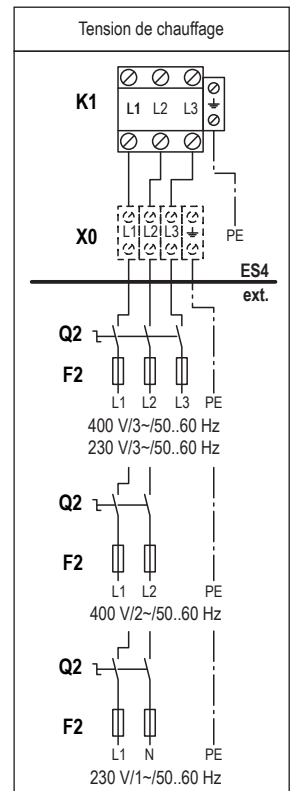 Tension de chauffage
K1
L1 L2 L3
X0
L1 L2 L3
PE
ES4
ext.
Q2
F2
L1 L2 L3 PE
400 V/3~/50..60 Hz
230 V/3~/50..60 Hz
Q2
F2
L1 L2 PE
400 V/2~/50..60 Hz
Q2
F2
L1 N PE
230 V/1~/50..60 Hz